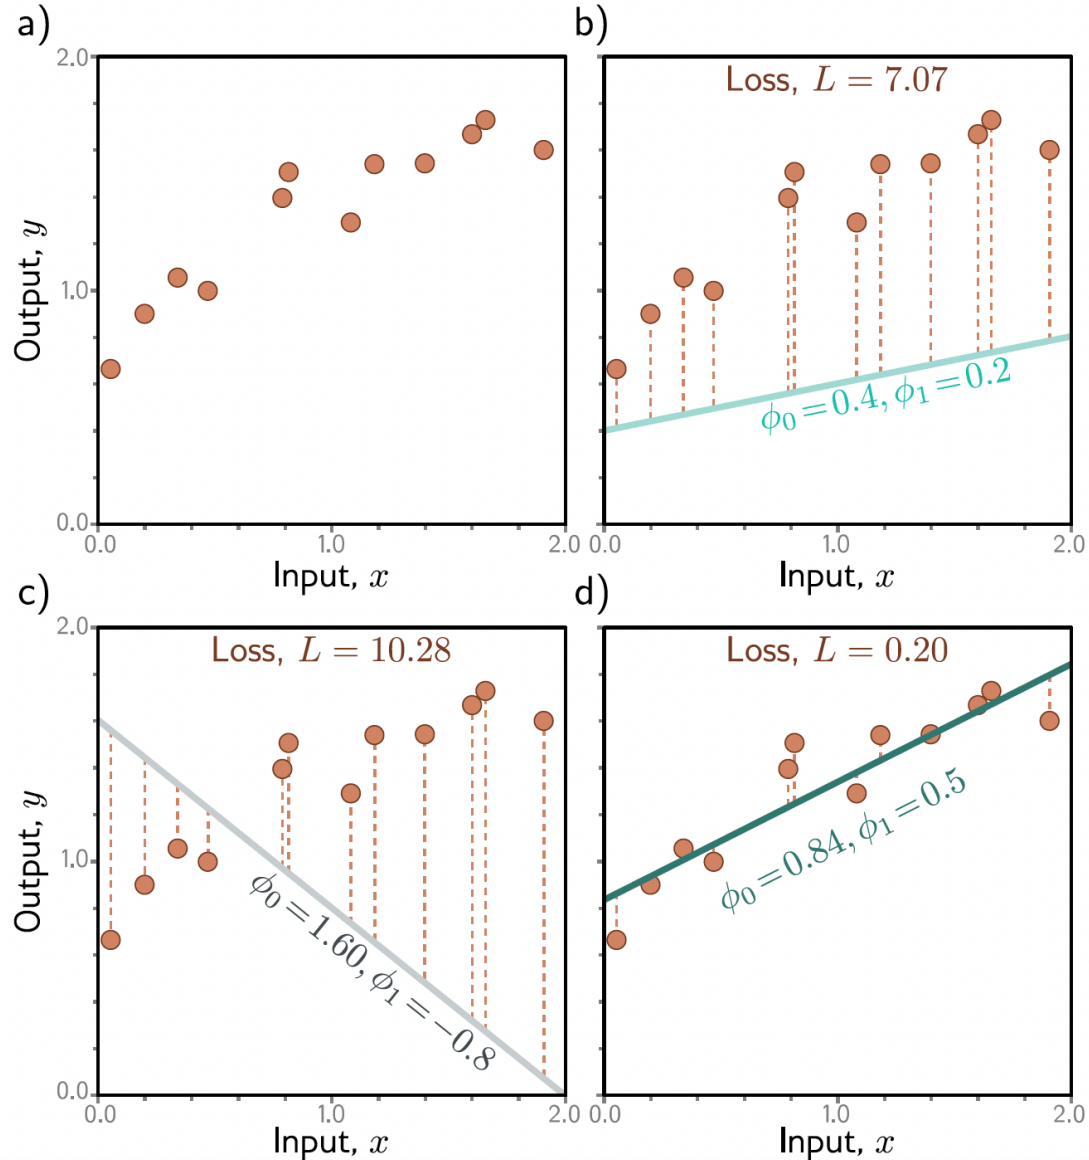 a)
2.0
1.0
0.0
Output, y
0.0 1.0 2.0
Input, x
b)
Loss, L = 7.07
ϕ₀ = 0.4, ϕ₁ = 0.2
0.0 1.0 2.0
Input, x
c)
2.0
1.0
0.0
Output, y
Loss, L = 10.28
ϕ₀ = 1.60, ϕ₁ = −0.8
0.0 1.0 2.0
Input, x
d)
Loss, L = 0.20
ϕ₀ = 0.84, ϕ₁ = 0.5
0.0 1.0 2.0
Input, x